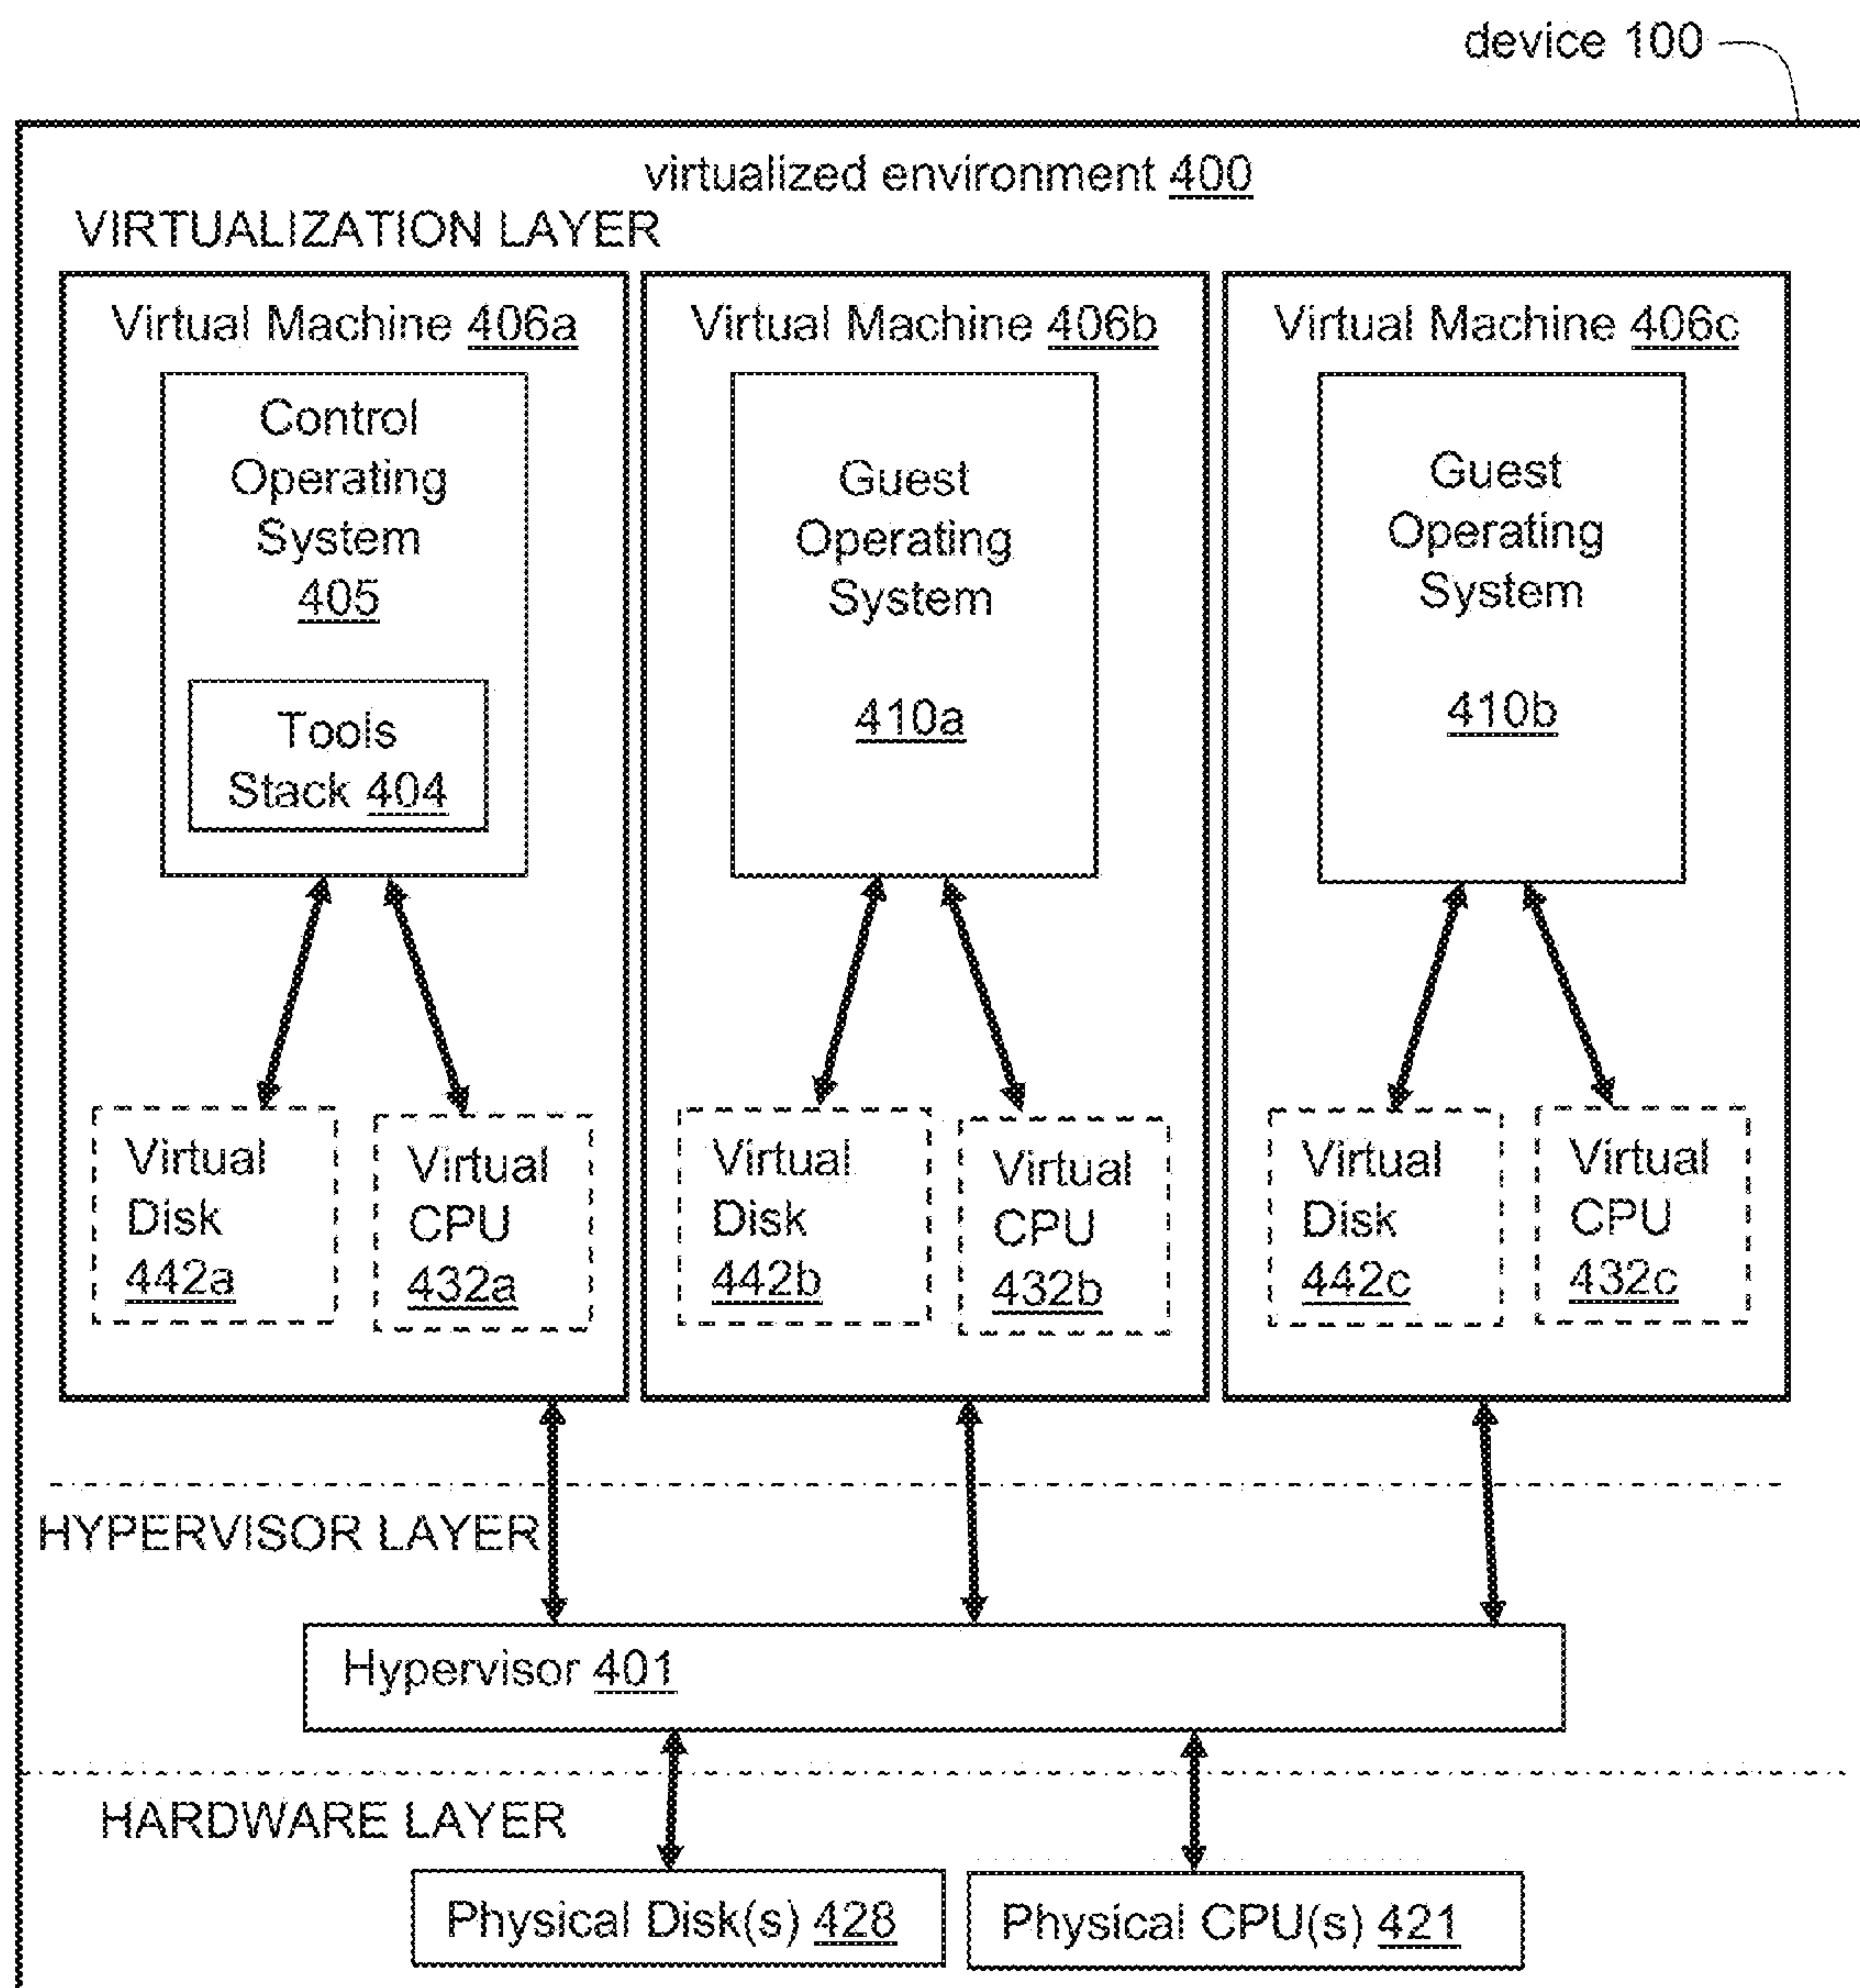 device 100
virtualized environment 400
VIRTUALIZATION LAYER
Virtual Machine 406a
Control
Operating
System
405
Tools
Stack 404
Virtual
Disk
442a
Virtual
CPU
432a
Virtual Machine 406b
Guest
Operating
System
410a
Virtual
Disk
442b
Virtual
CPU
432b
Virtual Machine 406c
Guest
Operating
System
410b
Virtual
Disk
442c
Virtual
CPU
432c
HYPERVISOR LAYER
Hypervisor 401
HARDWARE LAYER
Physical Disk(s) 428
Physical CPU(s) 421